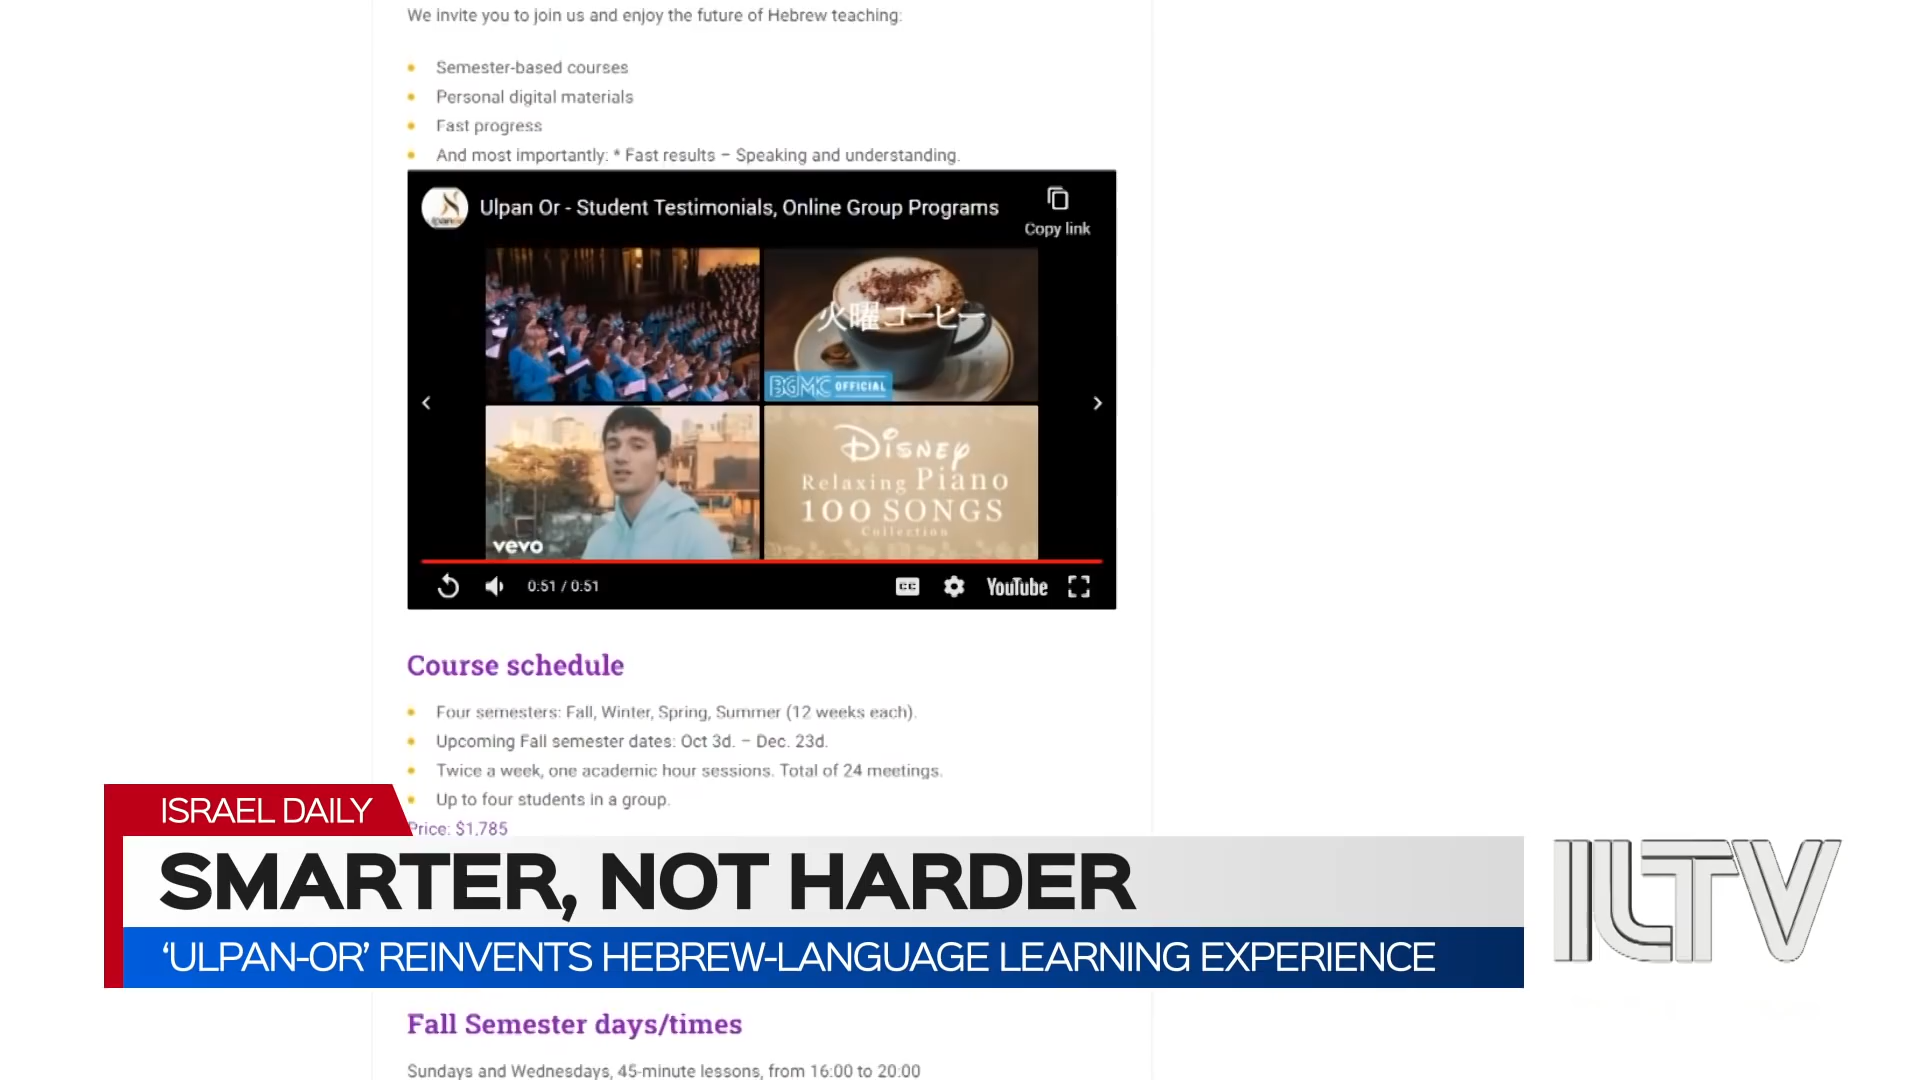 We invite you to join us and enjoy the future of Hebrew teaching:
Semester-based courses
Personal digital materials
Fast progress
And most importantly: * Fast results – Speaking and understanding.
Ulpan Or - Student Testimonials, Online Group Programs
Copy link
火曜コーヒー
BGMC OFFICIAL
vevo
Disney
Relaxing Piano
100 SONGS
Collection
0:51 / 0:51
CC
YouTube
Course schedule
Four semesters: Fall, Winter, Spring, Summer (12 weeks each).
Upcoming Fall semester dates: Oct 3d. – Dec. 23d.
Twice a week, one academic hour sessions. Total of 24 meetings.
Up to four students in a group.
Price: $1,785
ISRAEL DAILY
SMARTER, NOT HARDER
‘ULPAN-OR’ REINVENTS HEBREW-LANGUAGE LEARNING EXPERIENCE
ILTV
Fall Semester days/times
Sundays and Wednesdays, 45-minute lessons, from 16:00 to 20:00